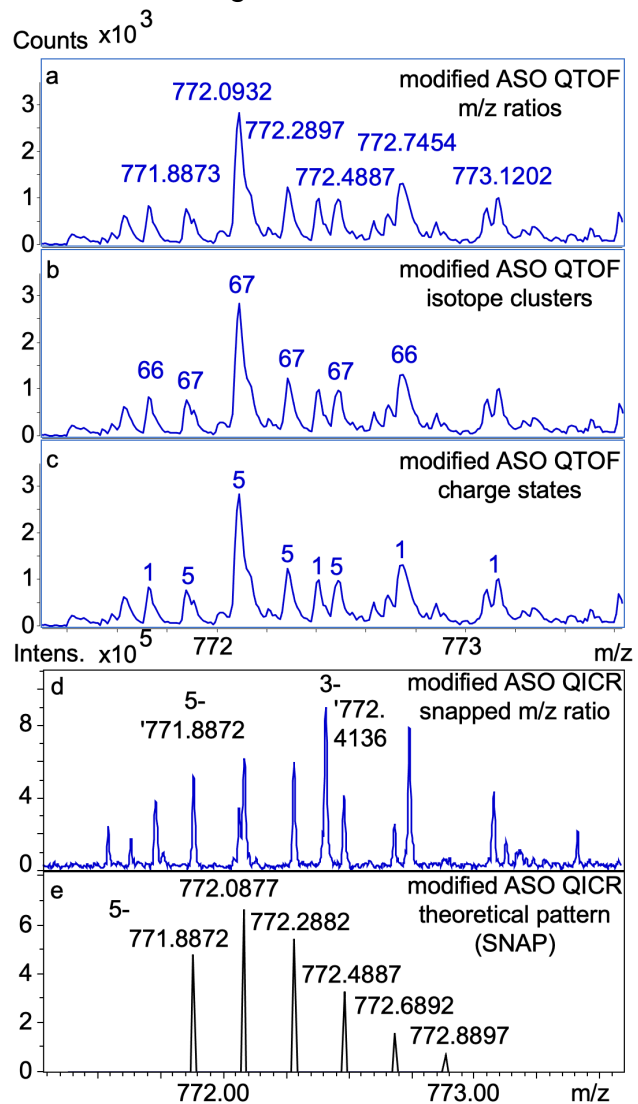 Counts x10 3
a
modified ASO QTOF
m/z ratios
772.0932
772.2897
772.7454
771.8873
772.4887
773.1202
3
2
1
0
b
modified ASO QTOF
isotope clusters
67
66
67
67
67
66
3
2
1
0
c
modified ASO QTOF
charge states
5
1
5
5
1
5
1
1
3
2
1
0
772
773
m/z
Intens. x10 5
d
modified ASO QICR
snapped m/z ratio
5-
'771.8872
3-
'772.
4136
8
4
0
e
modified ASO QICR
theoretical pattern
(SNAP)
772.0877
5-
771.8872
772.2882
772.4887
772.6892
772.8897
6
4
2
0
772.00
773.00
m/z